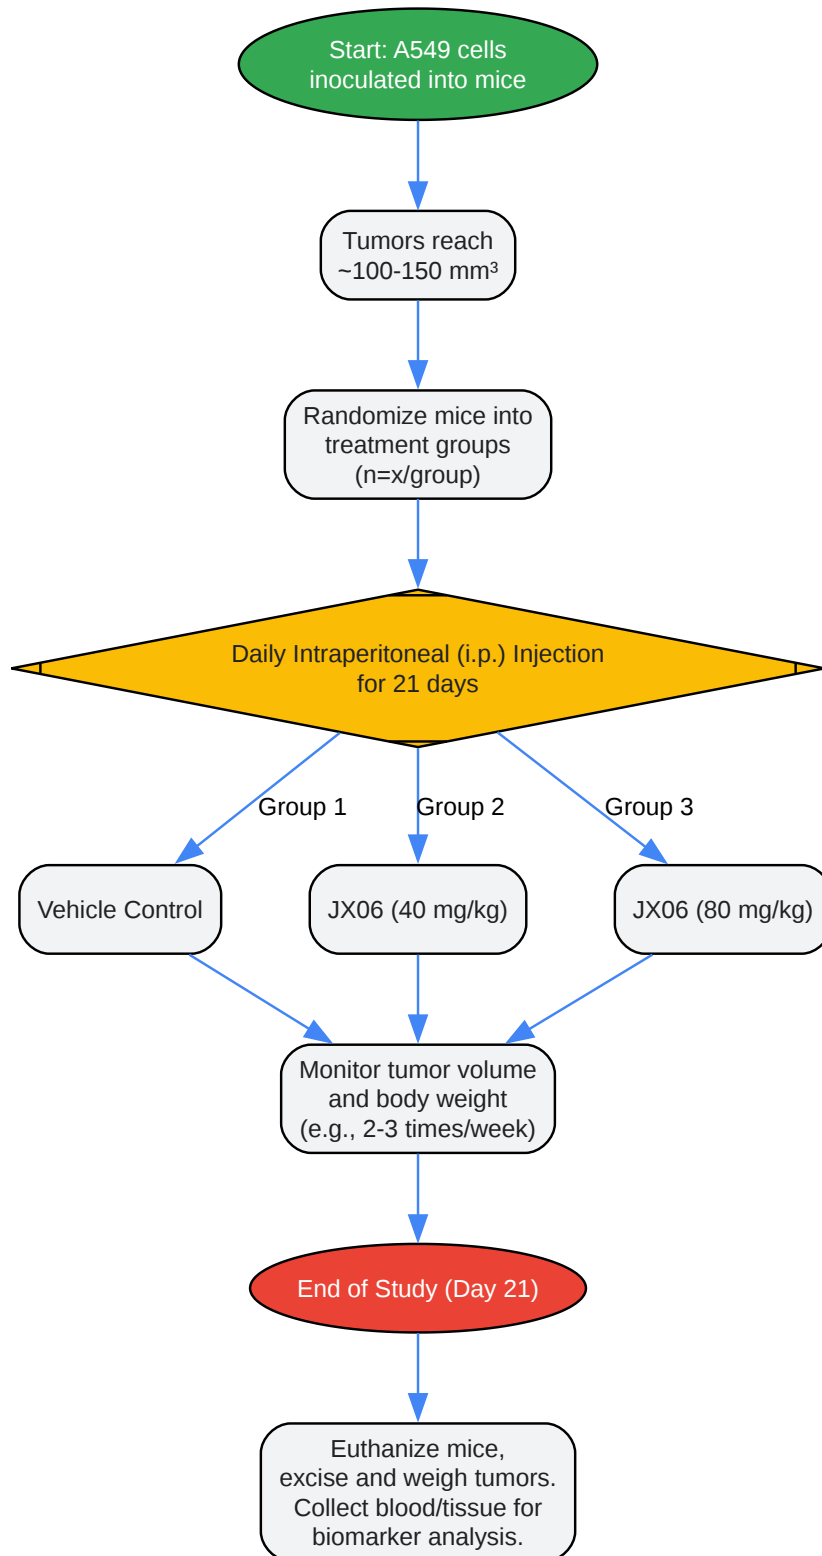 Start: A549 cells
inoculated into mice
Tumors reach
~100-150 mm³
Randomize mice into
treatment groups
(n=x/group)
Daily Intraperitoneal (i.p.) Injection
for 21 days
Group 1
Group 2
Group 3
Vehicle Control
JX06 (40 mg/kg)
JX06 (80 mg/kg)
Monitor tumor volume
and body weight
(e.g., 2-3 times/week)
End of Study (Day 21)
Euthanize mice,
excise and weigh tumors.
Collect blood/tissue for
biomarker analysis.